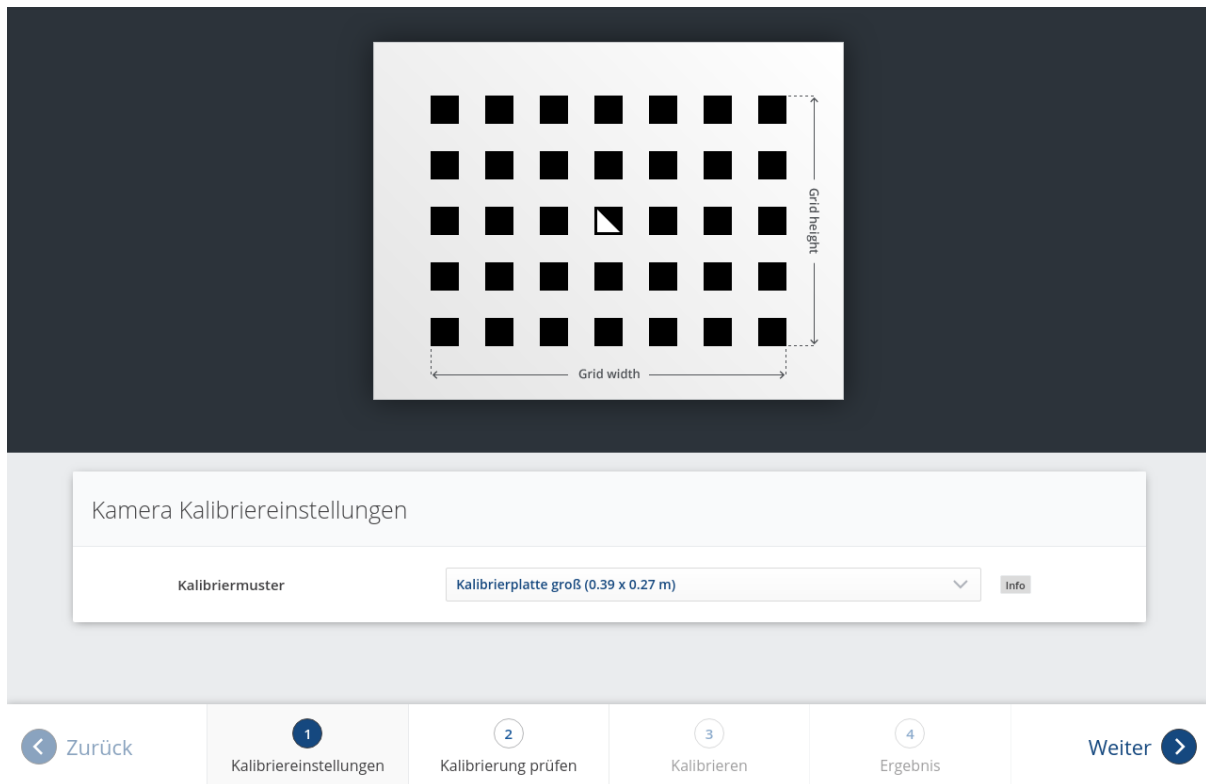 Grid height
Grid width
Kamera Kalibriereinstellungen
Kalibriermuster
Kalibrierplatte groß (0.39 x 0.27 m)
Info
Zurück
1
Kalibriereinstellungen
2
Kalibrierung prüfen
3
Kalibrieren
4
Ergebnis
Weiter